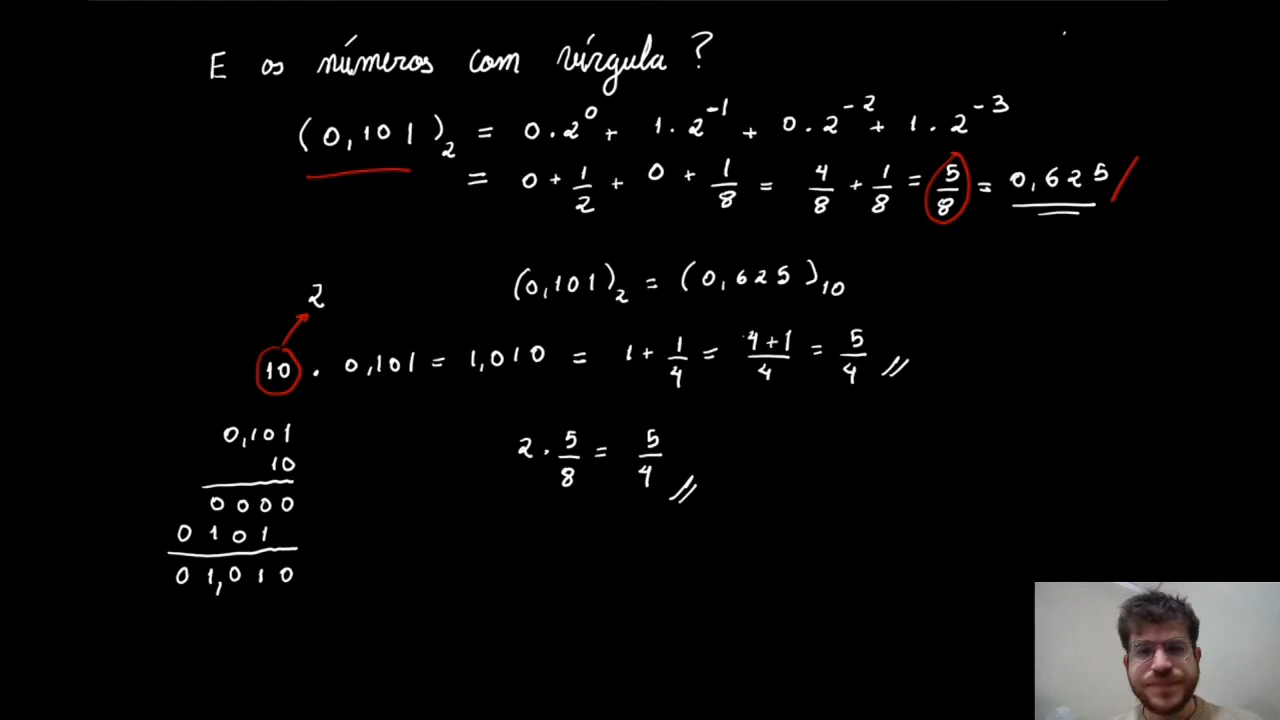 E os números com vírgula ?
(0,101)₂ = 0.2⁰ + 1.2⁻¹ + 0.2⁻² + 1.2⁻³
= 0 + 1/2 + 0 + 1/8 = 4/8 + 1/8 = 5/8 = 0,625
(0,101)₂ = (0,625)₁₀
2
10 . 0,101 = 1,010 = 1 + 1/4 = 4+1/4 = 5/4 //
0,101
10
0000
0101
01,010
2 . 5/8 = 5/4 //